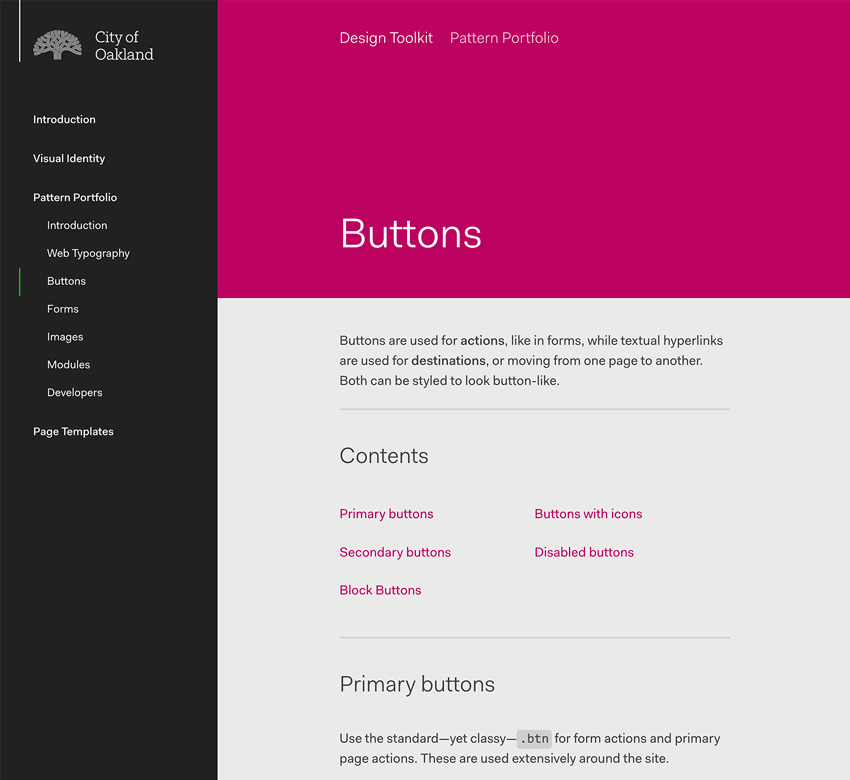 City of
Oakland
Introduction
Visual Identity
Pattern Portfolio
Introduction
Web Typography
Buttons
Forms
Images
Modules
Developers
Page Templates
Design Toolkit Pattern Portfolio
Buttons
Buttons are used for actions, like in forms, while textual hyperlinks
are used for destinations, or moving from one page to another.
Both can be styled to look button-like.
Contents
Primary buttons
Secondary buttons
Block Buttons
Buttons with icons
Disabled buttons
Primary buttons
Use the standard—yet classy— .btn for form actions and primary
page actions. These are used extensively around the site.